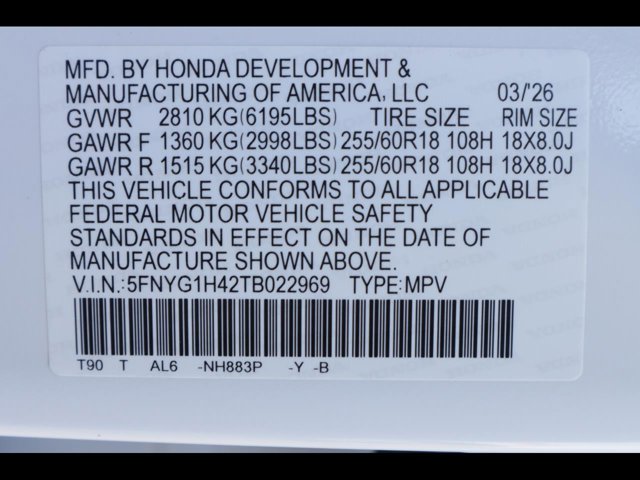 MFD. BY HONDA DEVELOPMENT &
MANUFACTURING OF AMERICA, LLC 03/'26
GVWR 2810 KG(6195LBS) TIRE SIZE RIM SIZE
GAWR F 1360 KG(2998LBS) 255/60R18 108H 18X8.0J
GAWR R 1515 KG(3340LBS) 255/60R18 108H 18X8.0J
THIS VEHICLE CONFORMS TO ALL APPLICABLE
FEDERAL MOTOR VEHICLE SAFETY
STANDARDS IN EFFECT ON THE DATE OF
MANUFACTURE SHOWN ABOVE.
V.I.N.:5FNYG1H42TB022969 TYPE:MPV
T90 T AL6 -NH883P -Y -B